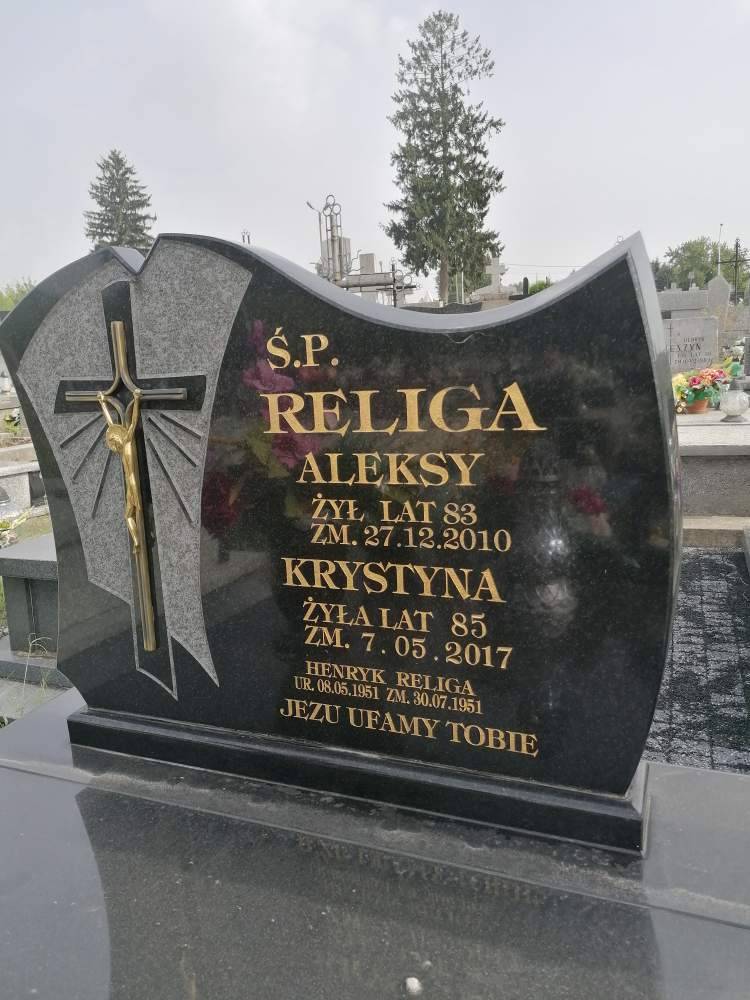 Ś.P.
RELIGA
ALEKSY
ŻYŁ LAT 83
ZM. 27.12.2010
KRYSTYNA
ŻYŁA LAT 85
ZM. 7.05.2017
HENRYK RELIGA
UR. 08.05.1951 ZM. 30.07.1951
JEZU UFAMY TOBIE